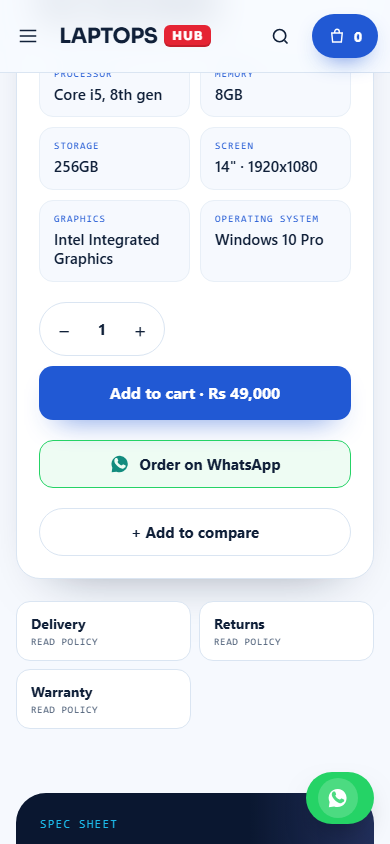 LAPTOPS HUB
0
PROCESSOR
MEMORY
Core i5, 8th gen
8GB
STORAGE
SCREEN
256GB
14" · 1920x1080
GRAPHICS
OPERATING SYSTEM
Intel Integrated
Graphics
Windows 10 Pro
− 1 +
Add to cart · Rs 49,000
Order on WhatsApp
+ Add to compare
Delivery
READ POLICY
Returns
READ POLICY
Warranty
READ POLICY
SPEC SHEET